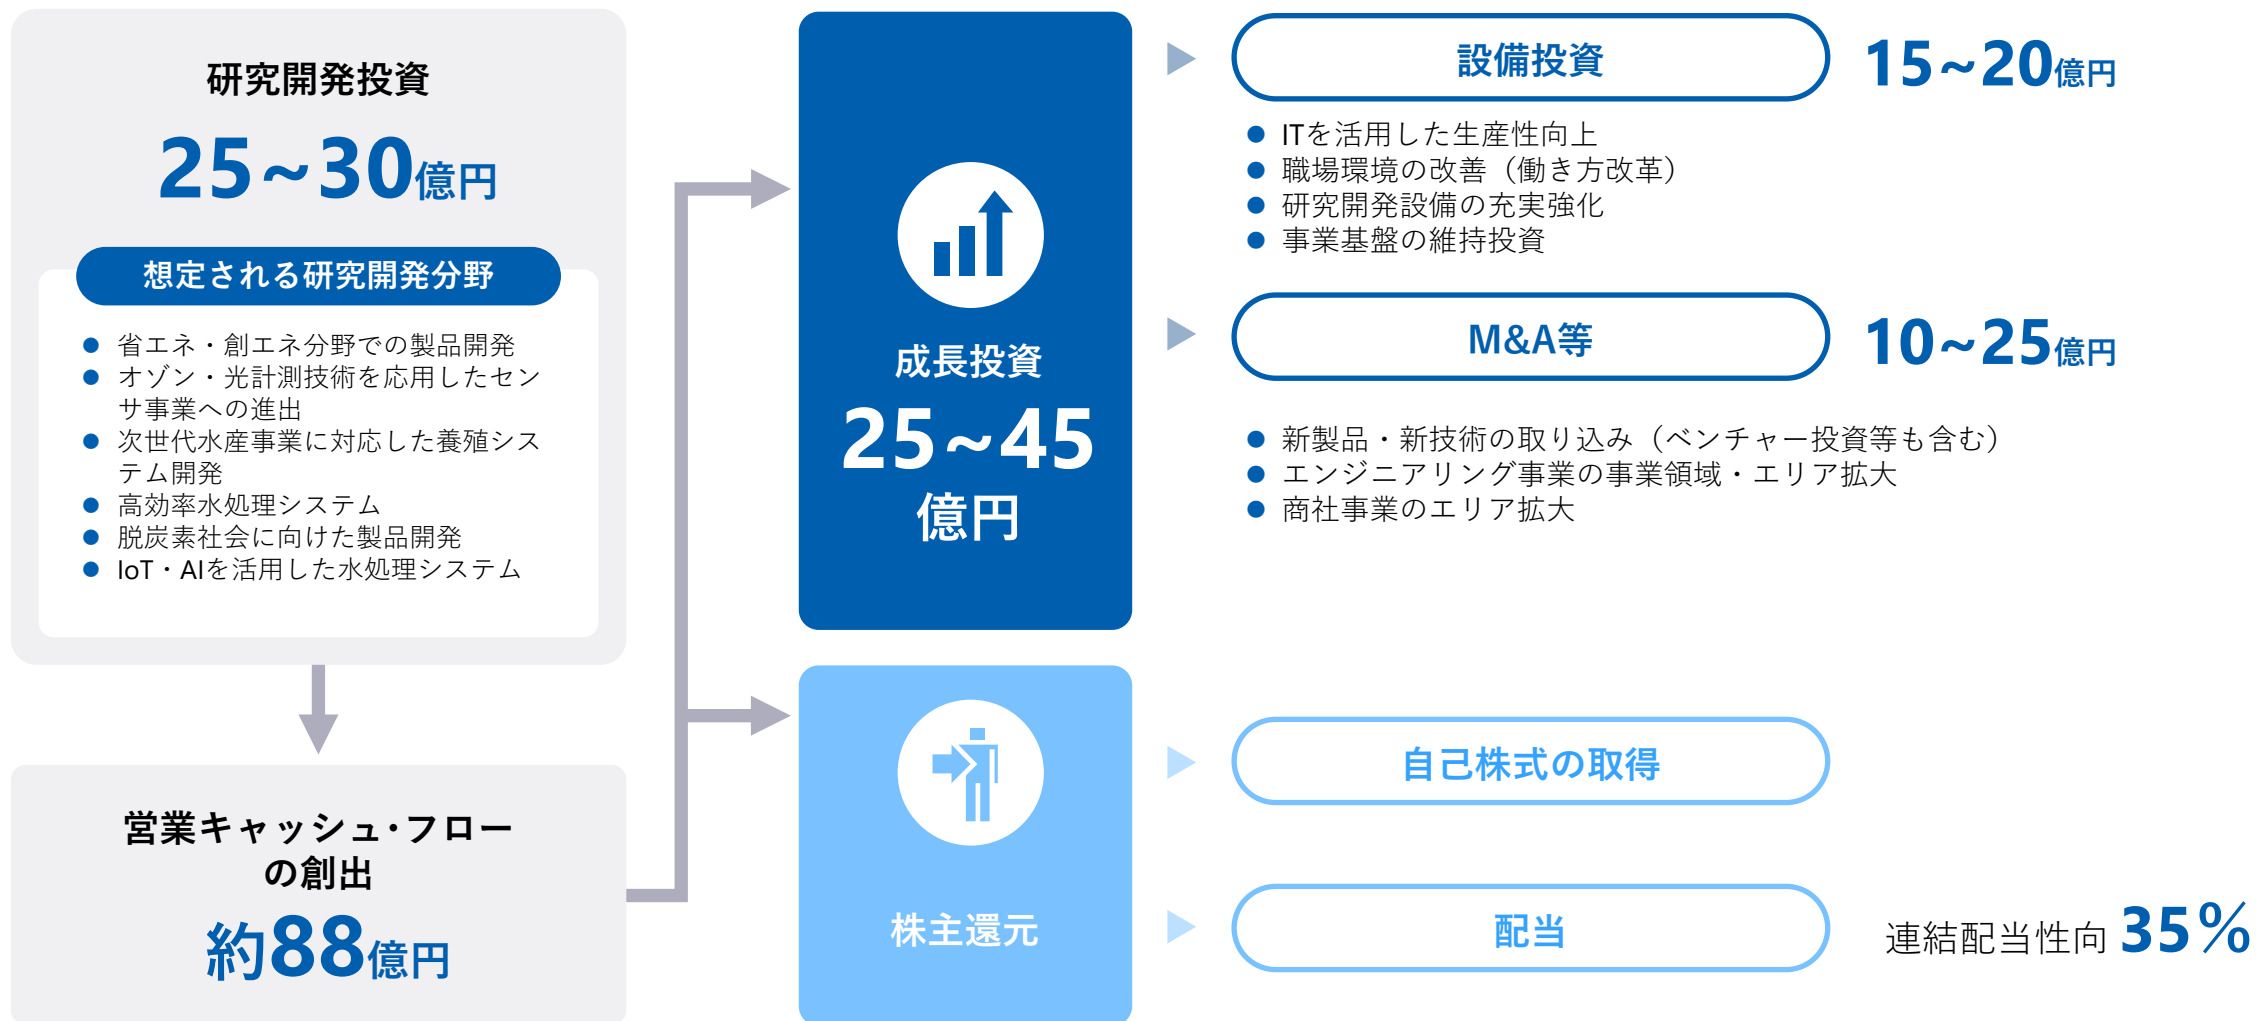 研究開発投資
25~30億円
想定される研究開発分野
● 省エネ・創エネ分野での製品開発
● オゾン・光計測技術を応用したセン
サ事業への進出
● 次世代水産事業に対応した養殖シス
テム開発
● 高効率水処理システム
● 脱炭素社会に向けた製品開発
● IoT・AIを活用した水処理システム
営業キャッシュ・フロー
の創出
約88億円
成長投資
25~45
億円
設備投資
15~20億円
● ITを活用した生産性向上
● 職場環境の改善（働き方改革）
● 研究開発設備の充実強化
● 事業基盤の維持投資
M&A等
10~25億円
● 新製品・新技術の取り込み（ベンチャー投資等も含む）
● エンジニアリング事業の事業領域・エリア拡大
● 商社事業のエリア拡大
株主還元
自己株式の取得
配当
連結配当性向 35%